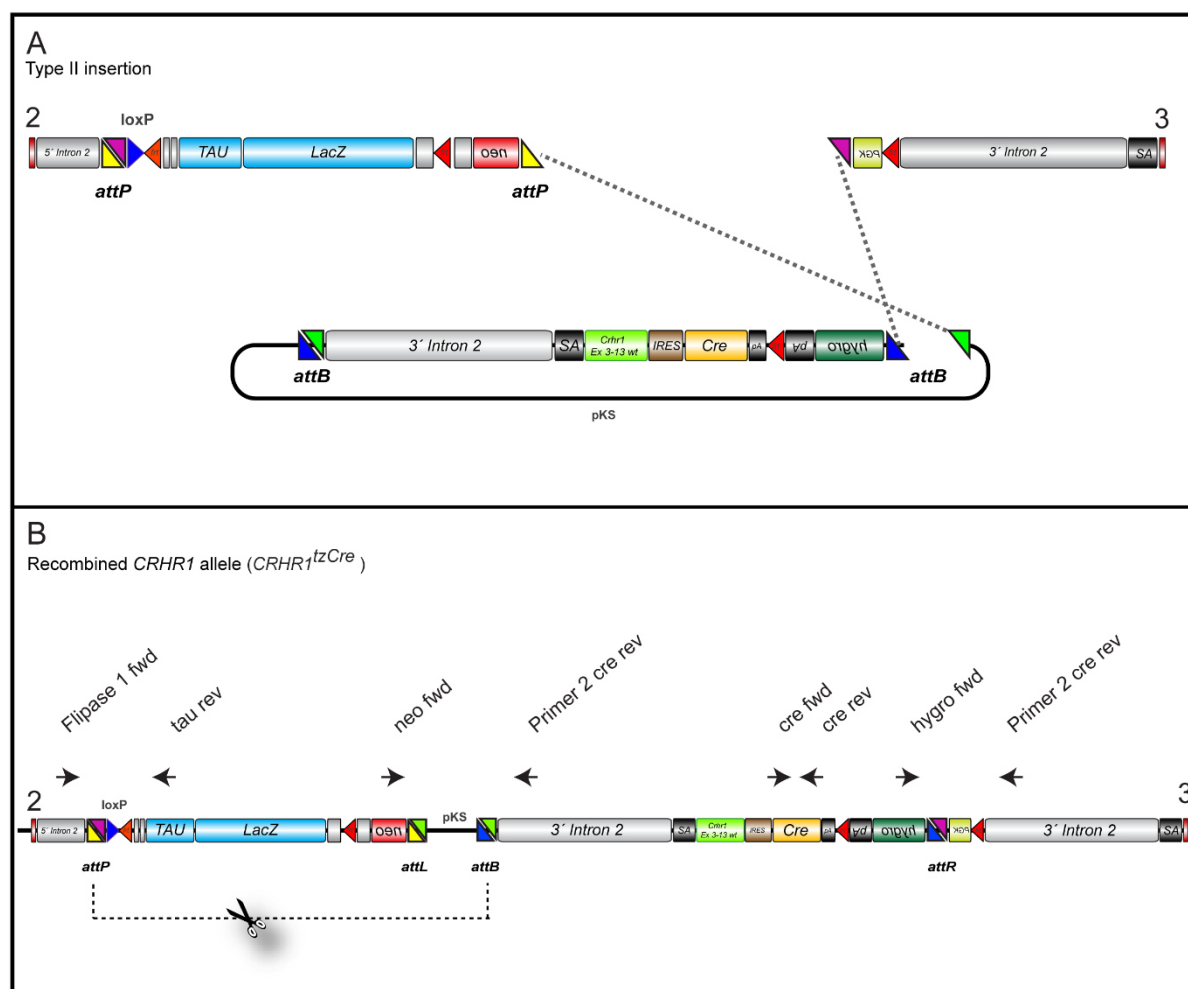 A
Type II insertion
2
loxP
3
5´ Intron 2
TAU
LacZ
neo
PGK
3´ Intron 2
SA
attP
attP
3´ Intron 2
SA
Crhr1
Ex 3-13 wt
IRES
Cre
pA
pA
hygro
attB
attB
pKS
B
Recombined CRHR1 allele (CRHR1tzCre )
Flipase 1 fwd
tau rev
neo fwd
Primer 2 cre rev
cre fwd
cre rev
hygro fwd
Primer 2 cre rev
2
loxP
pKS
3
5´ Intron 2
TAU
LacZ
neo
3´ Intron 2
SA
Crhr1
Ex 3-13 wt
IRES
Cre
pA
pA
hygro
PGK
3´ Intron 2
SA
attP
attL
attB
attR